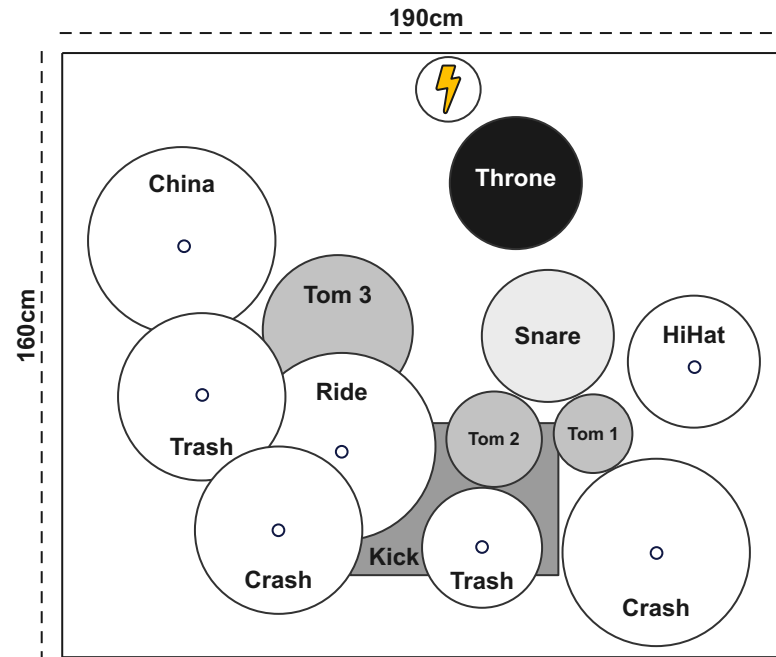 190cm
160cm
Throne
China
Tom 3
Snare
HiHat
Ride
Tom 2
Tom 1
Trash
Kick
Trash
Crash
Crash